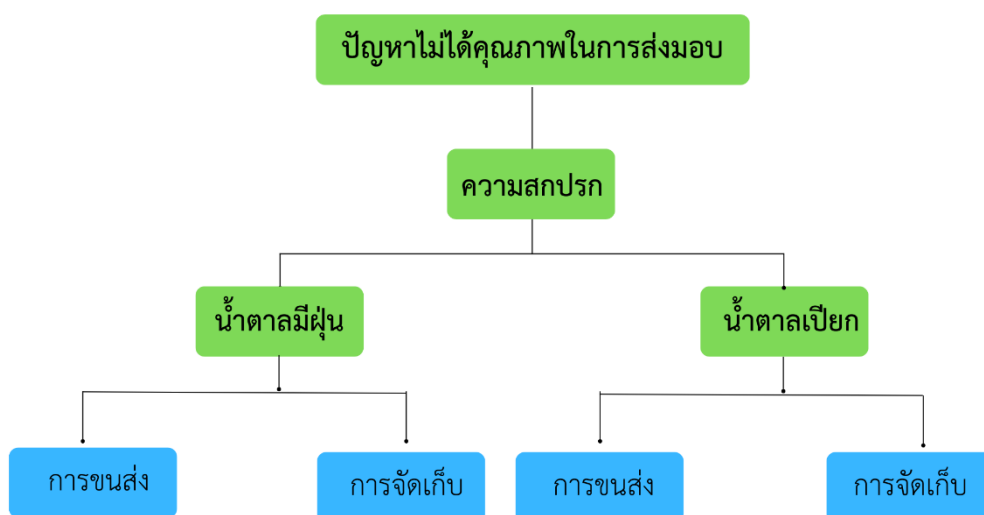 ปัญหาไม่ได้คุณภาพในการส่งมอบ
ความสกปรก
น้ำตาลมีฝุ่น
น้ำตาลเปียก
การขนส่ง
การจัดเก็บ
การขนส่ง
การจัดเก็บ